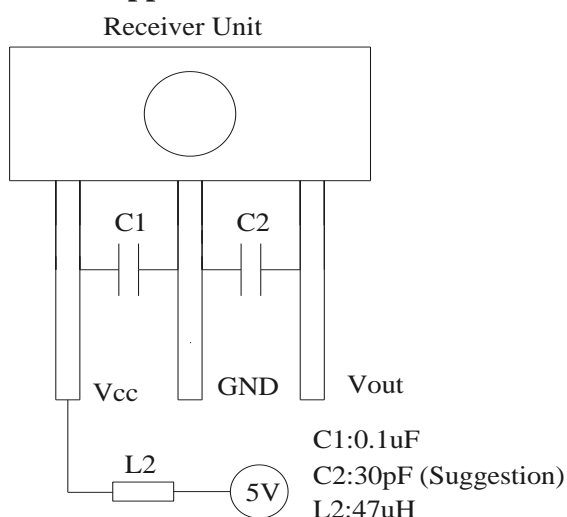 Receiver Unit
C1
C2
Vcc
GND
Vout
L2
5V
C1:0.1uF
C2:30pF (Suggestion)
L2:47uH